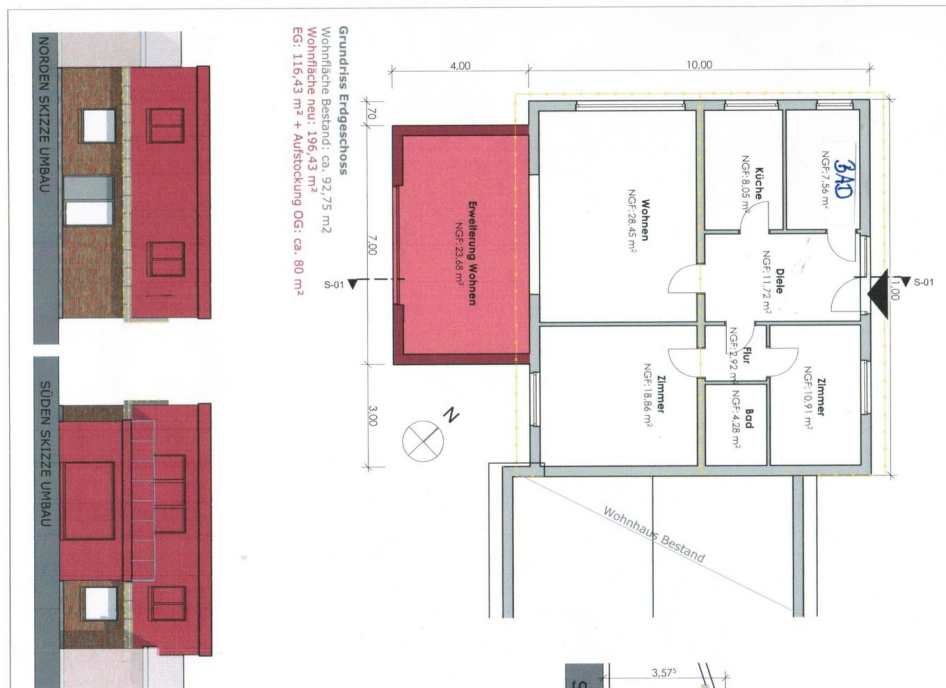 Grundriss Erdgeschoss
Wohnfläche Bestand: ca. 92,75 m2
Wohnfläche neu: 196,43 m²
EG: 116,43 m² + Aufstockung OG: ca. 80 m²
4,00
10,00
70
7,00
3,00
11,00
S-01
S-01
BAD
NGF:7,56 m²
Küche
NGF:8.05 m²
Wohnen
NGF:28.45 m²
Erweiterung Wohnen
NGF:23.68 m²
Diele
NGF:11,72 m²
Flur
NGF:2.92 m²
Bad
NGF:4.28 m²
Zimmer
NGF:10.91 m²
Zimmer
NGF:18.86 m²
N
Wohnhaus Bestand
3.57⁵
S
NORDEN SKIZZE UMBAU
SÜDEN SKIZZE UMBAU